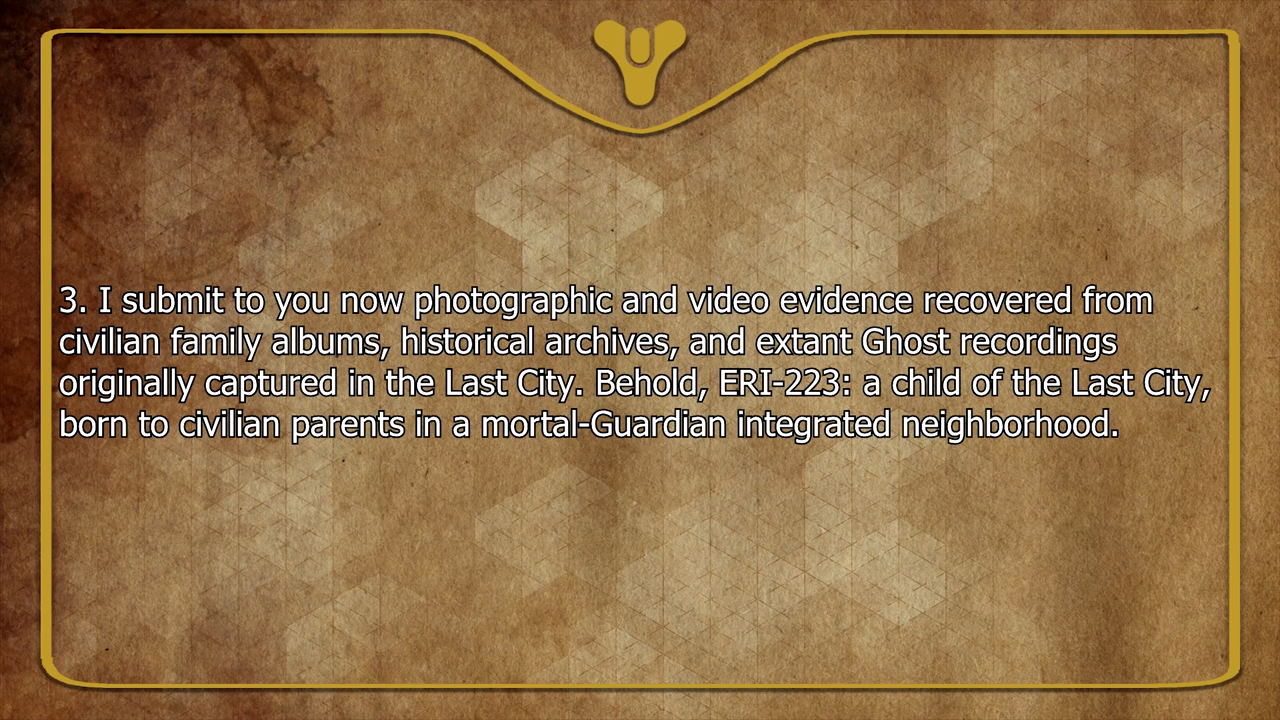 3. I submit to you now photographic and video evidence recovered from
civilian family albums, historical archives, and extant Ghost recordings
originally captured in the Last City. Behold, ERI-223: a child of the Last City,
born to civilian parents in a mortal-Guardian integrated neighborhood.